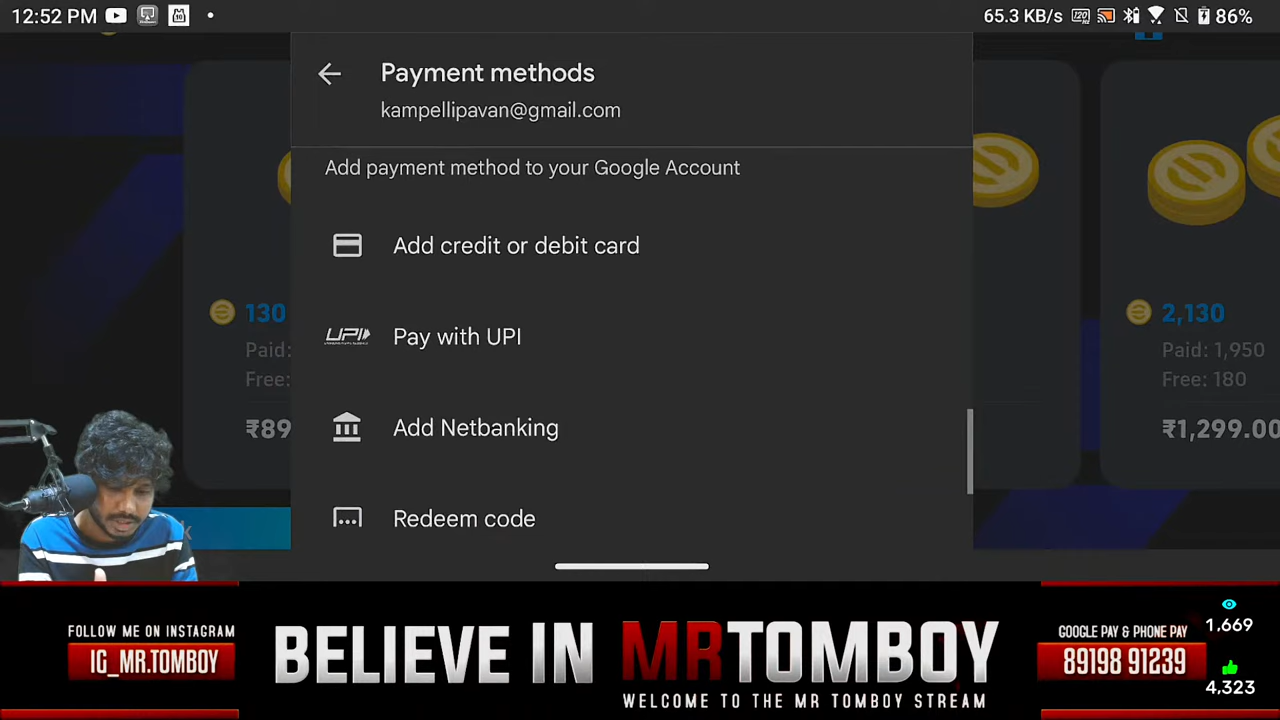 12:52 PM
65.3 KB/s
86%
Payment methods
kampellipavan@gmail.com
Add payment method to your Google Account
Add credit or debit card
UPI Pay with UPI
Add Netbanking
Redeem code
130
Paid:
Free:
₹89
2,130
Paid: 1,950
Free: 180
₹1,299.00
FOLLOW ME ON INSTAGRAM
IG_MR.TOMBOY
BELIEVE IN MRTOMBOY
WELCOME TO THE MR TOMBOY STREAM
GOOGLE PAY & PHONE PAY
89198 91239
1,669
4,323